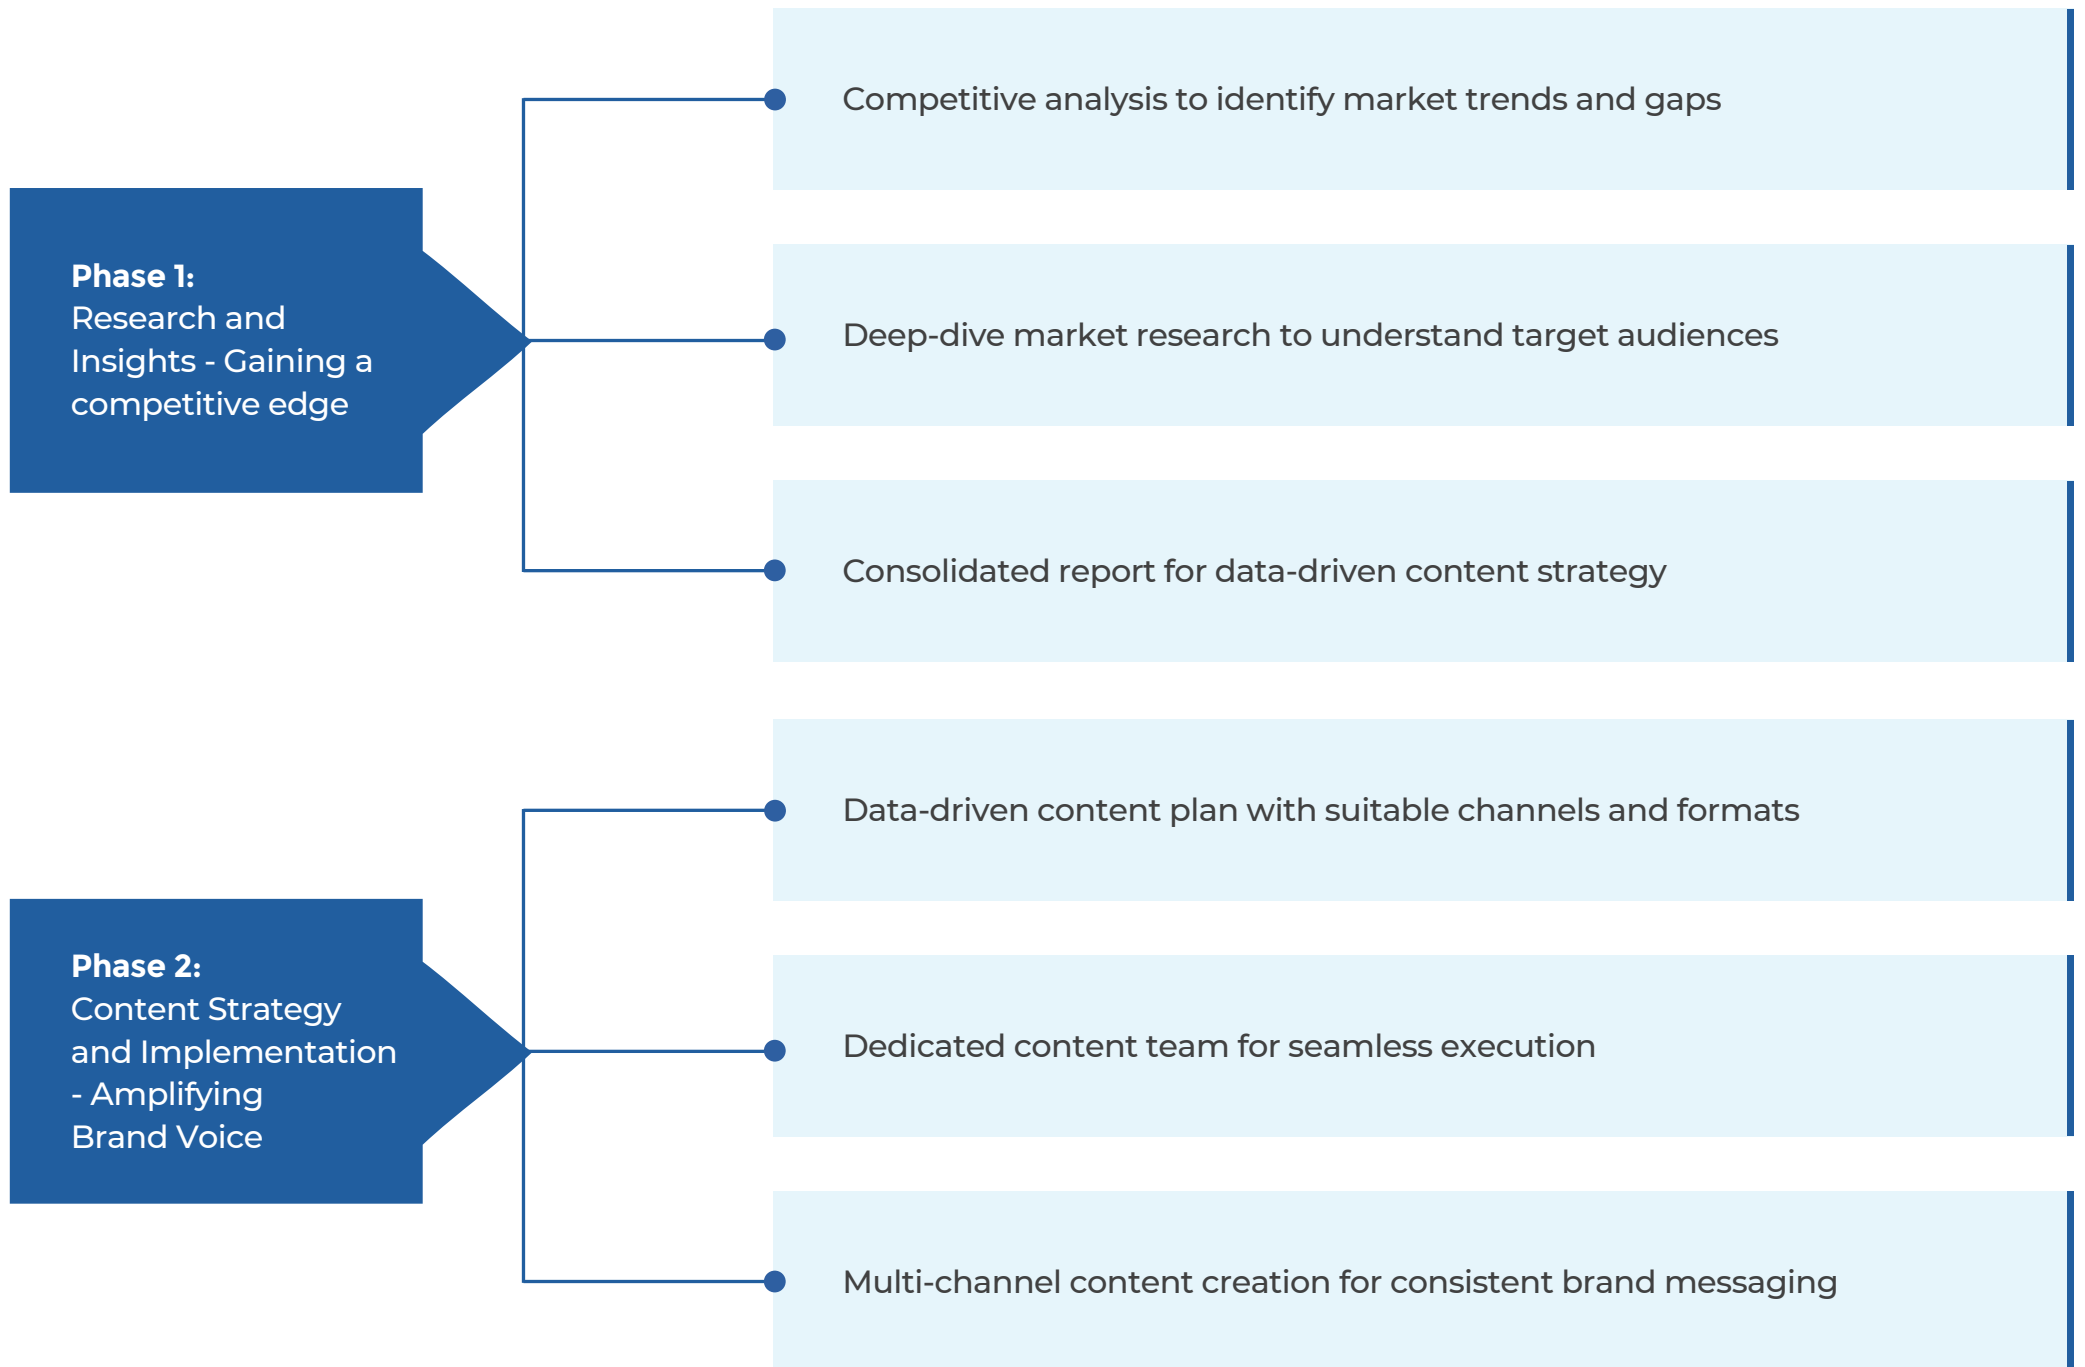 Phase 1:
Research and
Insights - Gaining a
competitive edge
Competitive analysis to identify market trends and gaps
Deep-dive market research to understand target audiences
Consolidated report for data-driven content strategy
Phase 2:
Content Strategy
and Implementation
- Amplifying
Brand Voice
Data-driven content plan with suitable channels and formats
Dedicated content team for seamless execution
Multi-channel content creation for consistent brand messaging